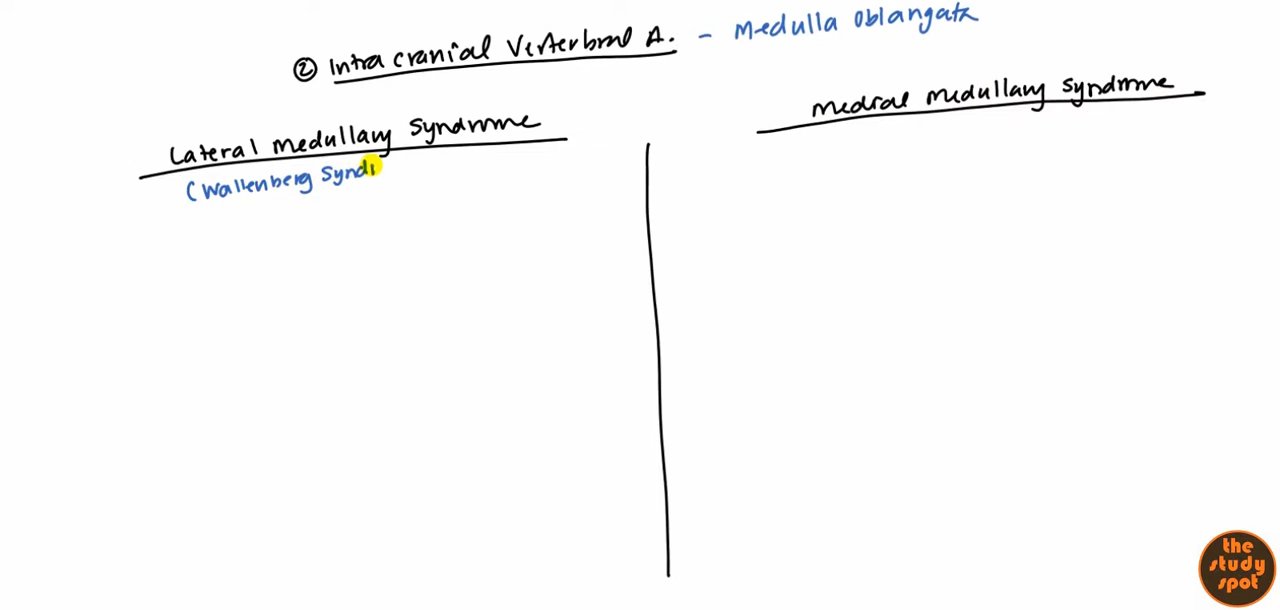 ② Intracranial Vertebral A. - Medulla Oblangata
Medial medullary Syndrome
Lateral medullary Syndrome
(Wallenberg Synd
the
study
spot